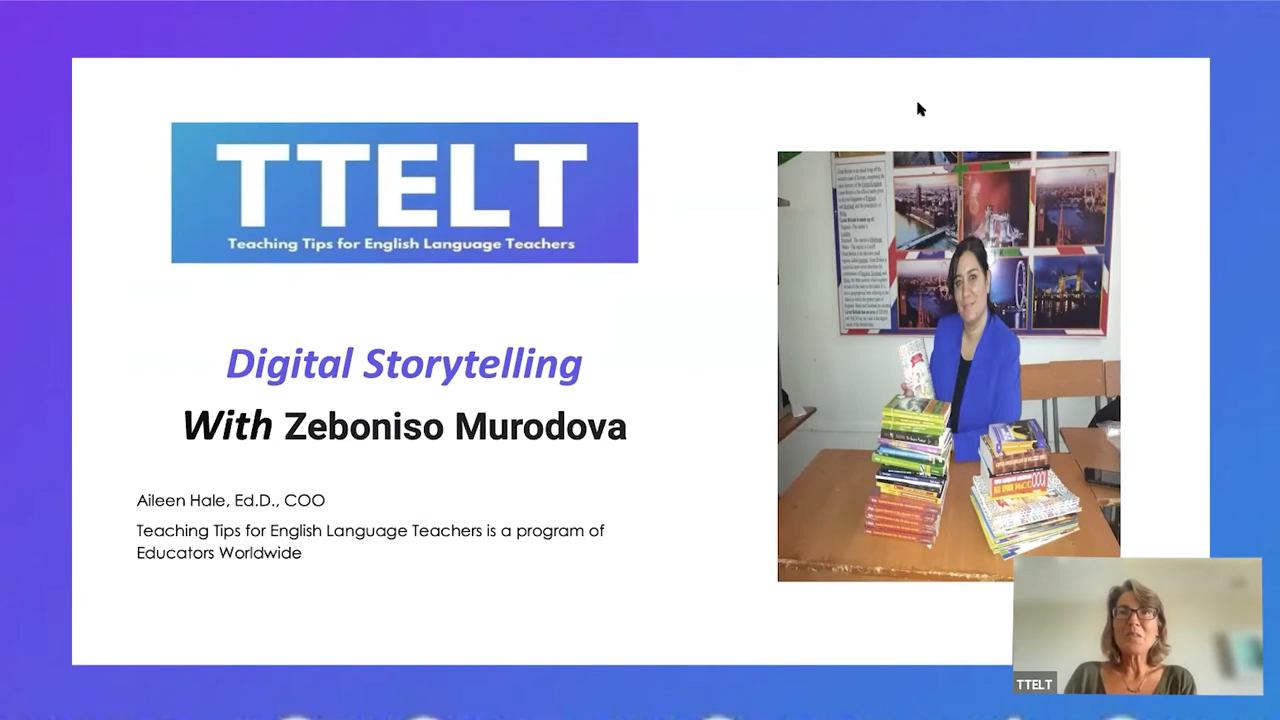 TTELT
Teaching Tips for English Language Teachers
Digital Storytelling
With Zeboniso Murodova
Aileen Hale, Ed.D., COO
Teaching Tips for English Language Teachers is a program of
Educators Worldwide
TTELT